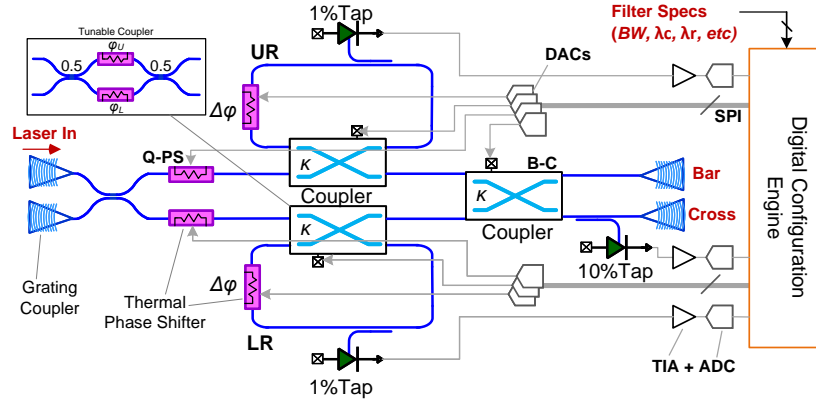 1%Tap
Filter Specs
(BW, λc, λr, etc)
Tunable Coupler
φU
0.5
0.5
φL
UR
DACs
Δφ
SPI
Laser In
Q-PS
κ
Coupler
B-C
κ
Coupler
Bar
Cross
κ
Digital Configuration
Engine
Grating
Coupler
Thermal
Phase Shifter
Δφ
10%Tap
LR
1%Tap
TIA + ADC